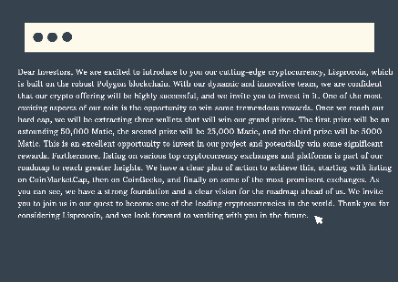 Dear Investors, We are excited to introduce to you our cutting-edge cryptocurrency, Lisprocoin, which
is built on the robust Polygon blockchain. With our dynamic and innovative team, we are confident
that our crypto offering will be highly successful, and we invite you to invest in it. One of the most
exciting aspects of our coin is the opportunity to win some tremendous rewards. Once we reach our
hard cap, we will be extracting three wallets that will win our grand prizes. The first prize will be an
astounding 50,000 Matic, the second prize will be 25,000 Matic, and the third prize will be 5000
Matic. This is an excellent opportunity to invest in our project and potentially win some significant
rewards. Furthermore, listing on various top cryptocurrency exchanges and platforms is part of our
roadmap to reach greater heights. We have a clear plan of action to achieve this, starting with listing
on CoinMarketCap, then on CoinGecko, and finally on some of the most prominent exchanges. As
you can see, we have a strong foundation and a clear vision for the roadmap ahead of us. We invite
you to join us in our quest to become one of the leading cryptocurrencies in the world. Thank you for
considering Lisprocoin, and we look forward to working with you in the future.